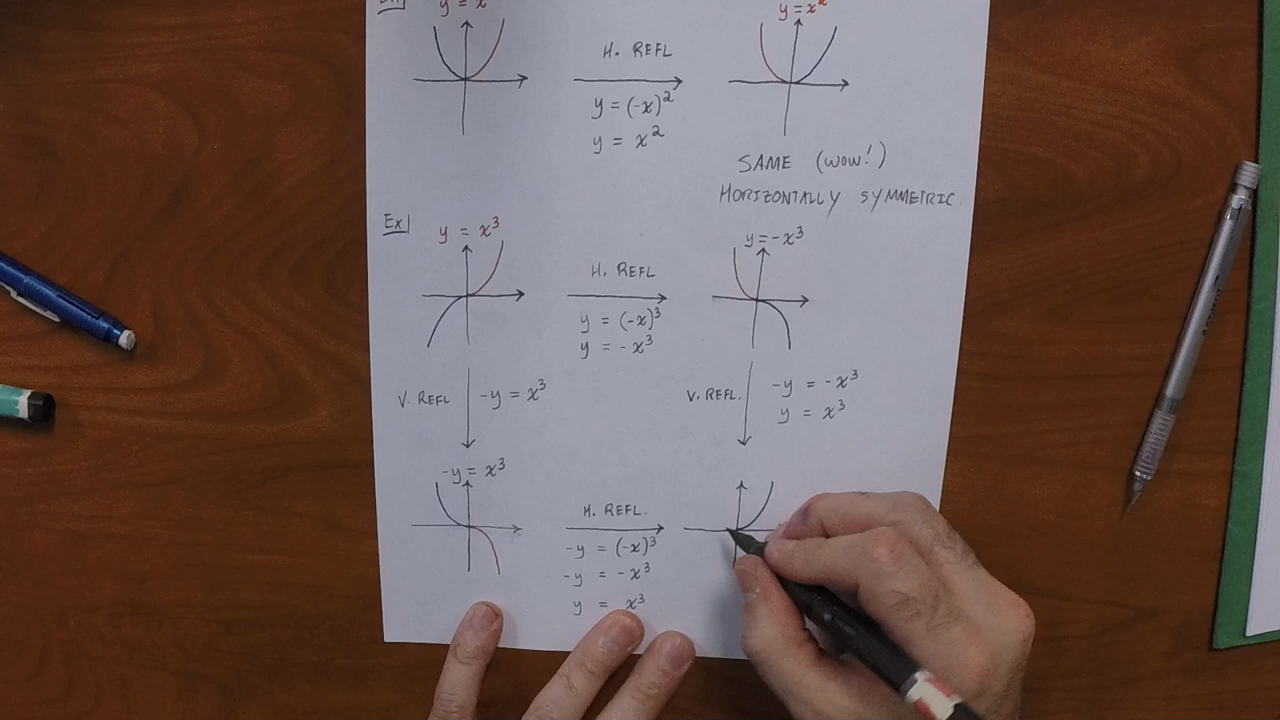 Ex
y = x²
y = x²
H. REFL
y = (-x)²
y = x²
SAME (WOW!)
HORIZONTALLY SYMMETRIC.
Ex
y = x³
H. REFL
y = (-x)³
y = -x³
y = -x³
V. REFL
-y = x³
V. REFL.
-y = -x³
y = x³
-y = x³
H. REFL.
-y = (-x)³
-y = -x³
y = x³